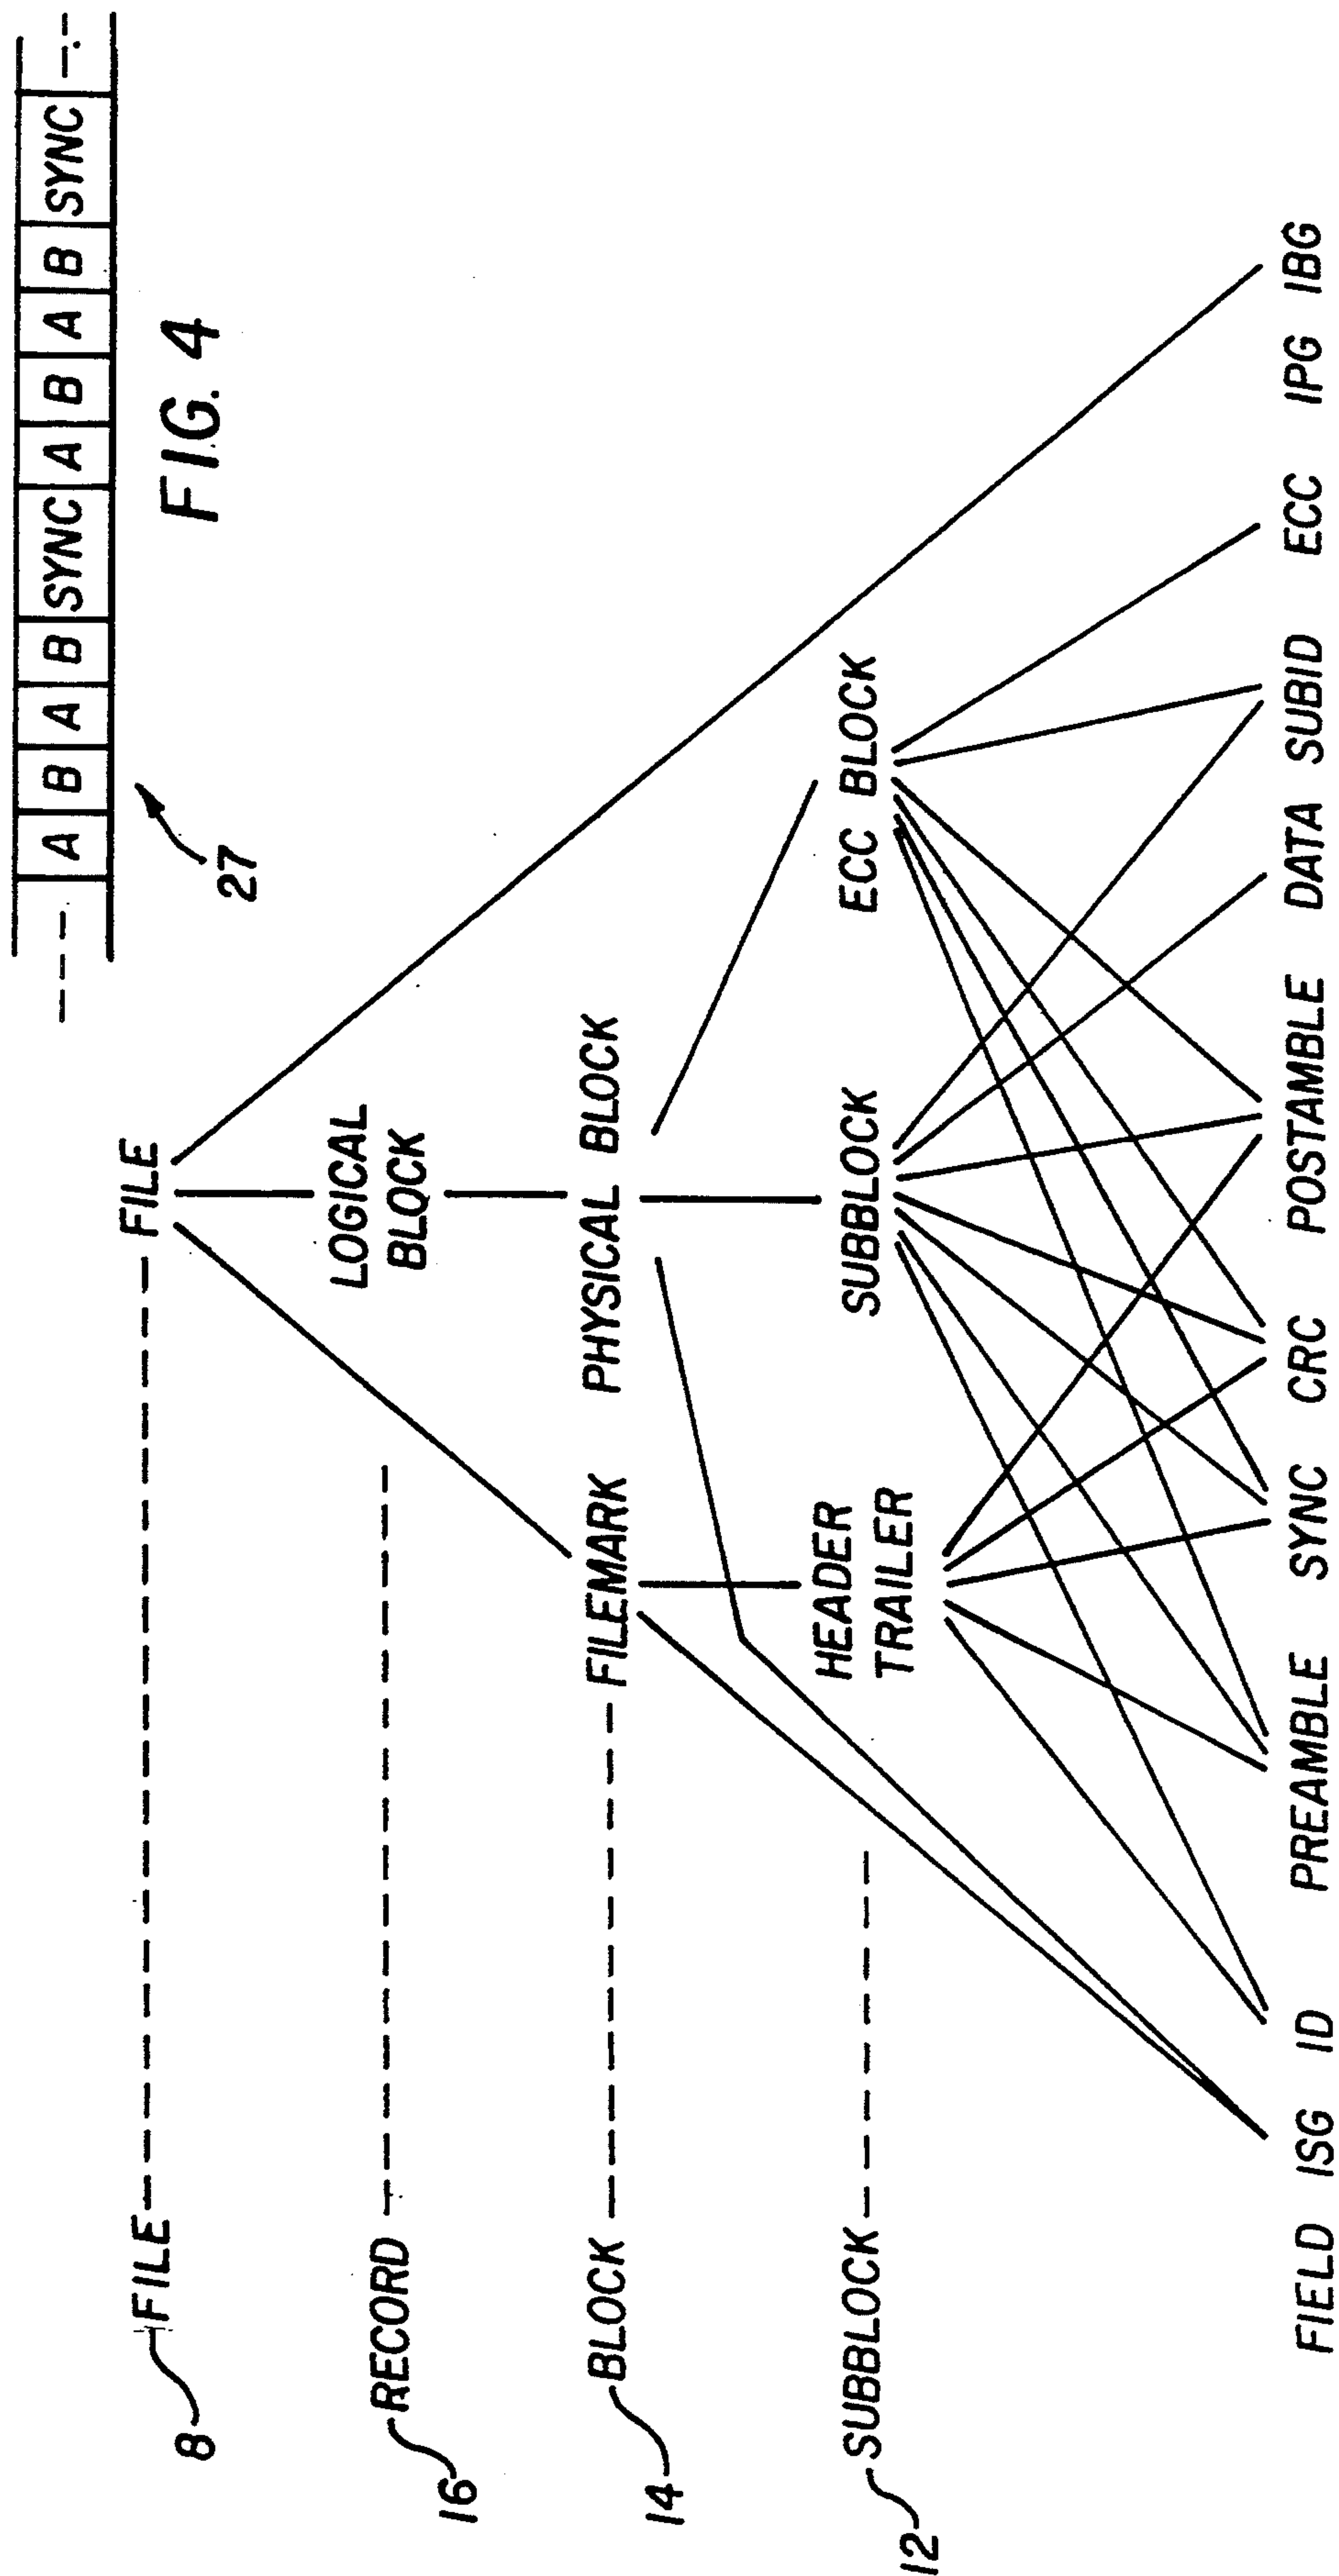 A B A B SYNC A B A B SYNC
27
FIG. 4
8 FILE FILE
LOGICAL
16 RECORD BLOCK
14 BLOCK FILEMARK PHYSICAL BLOCK
HEADER
12 SUBBLOCK TRAILER SUBBLOCK ECC BLOCK
FIELD ISG ID PREAMBLE SYNC CRC POSTAMBLE DATA SUBID ECC IPG IBG